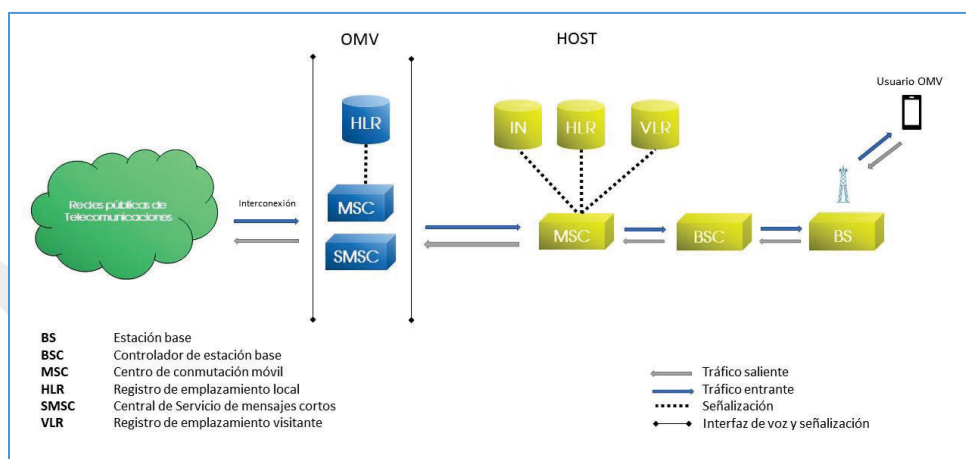 OMV
HOST
Usuario OMV
HLR
IN
HLR
VLR
Redes públicas de
Telecomunicaciones
Interconexión
MSC
SMSC
MSC
BSC
BS
BS Estación base
BSC Controlador de estación base
MSC Centro de conmutación móvil
HLR Registro de emplazamiento local
SMSC Central de Servicio de mensajes cortos
VLR Registro de emplazamiento visitante
Tráfico saliente
Tráfico entrante
Señalización
Interfaz de voz y señalización